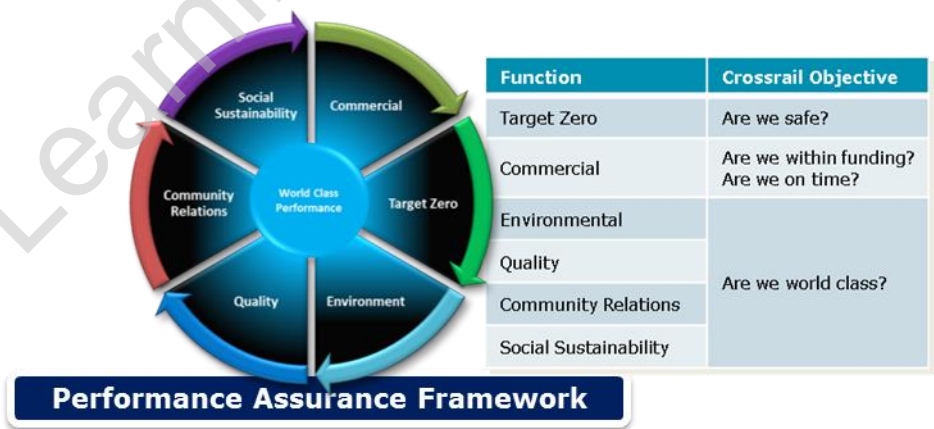 Learni
Social
Sustainability
Commercial
Community
Relations
World Class
Performance
Target Zero
Quality
Environment
Function Crossrail Objective
Target Zero Are we safe?
Commercial Are we within funding?
Are we on time?
Environmental
Quality
Are we world class?
Community Relations
Social Sustainability
Performance Assurance Framework